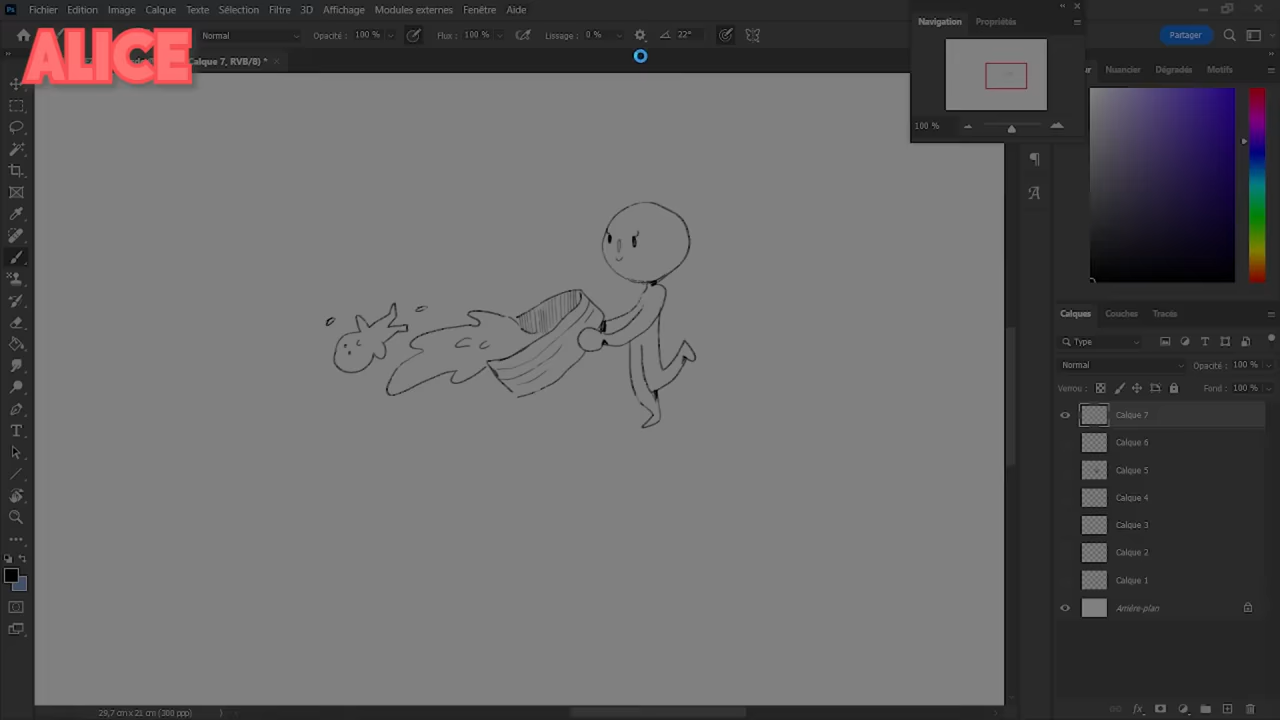 Ps Fichier Edition Image Calque Texte Sélection Filtre 3D Affichage Modules externes Fenêtre Aide
Navigation Propriétés
Normal Opacité : 100 % Flux : 100 % Lissage : 0 % 22° Partager
ALICE
Calque 7, RVB/8) *
Nuancier Dégradés Motifs
100 %
Calques Couches Tracés
Type
Normal Opacité : 100 %
Verrou : Fond : 100 %
Calque 7
Calque 6
Calque 5
Calque 4
Calque 3
Calque 2
Calque 1
Arrière-plan
29,7 cm x 21 cm (300 ppp)
fx